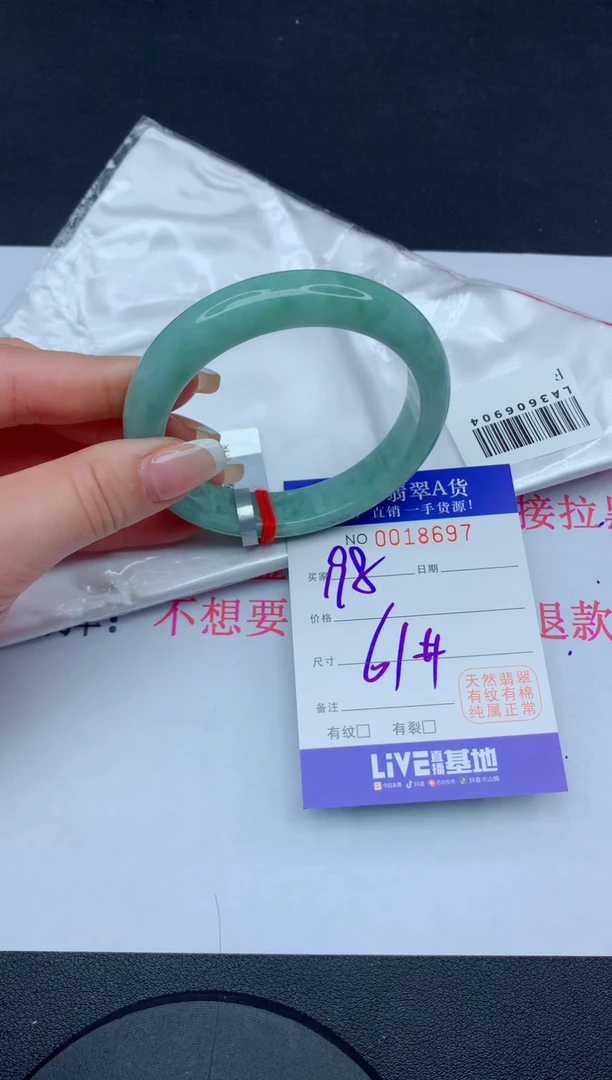 F
LA3606904
翡翠A货
直销一手货源!
NO 0018697
买家 98 日期
价格
尺寸 61#
备注
天然翡翠
有纹有棉
纯属正常
有纹□ 有裂□
LiVE直播基地
接拉
不想要
退款